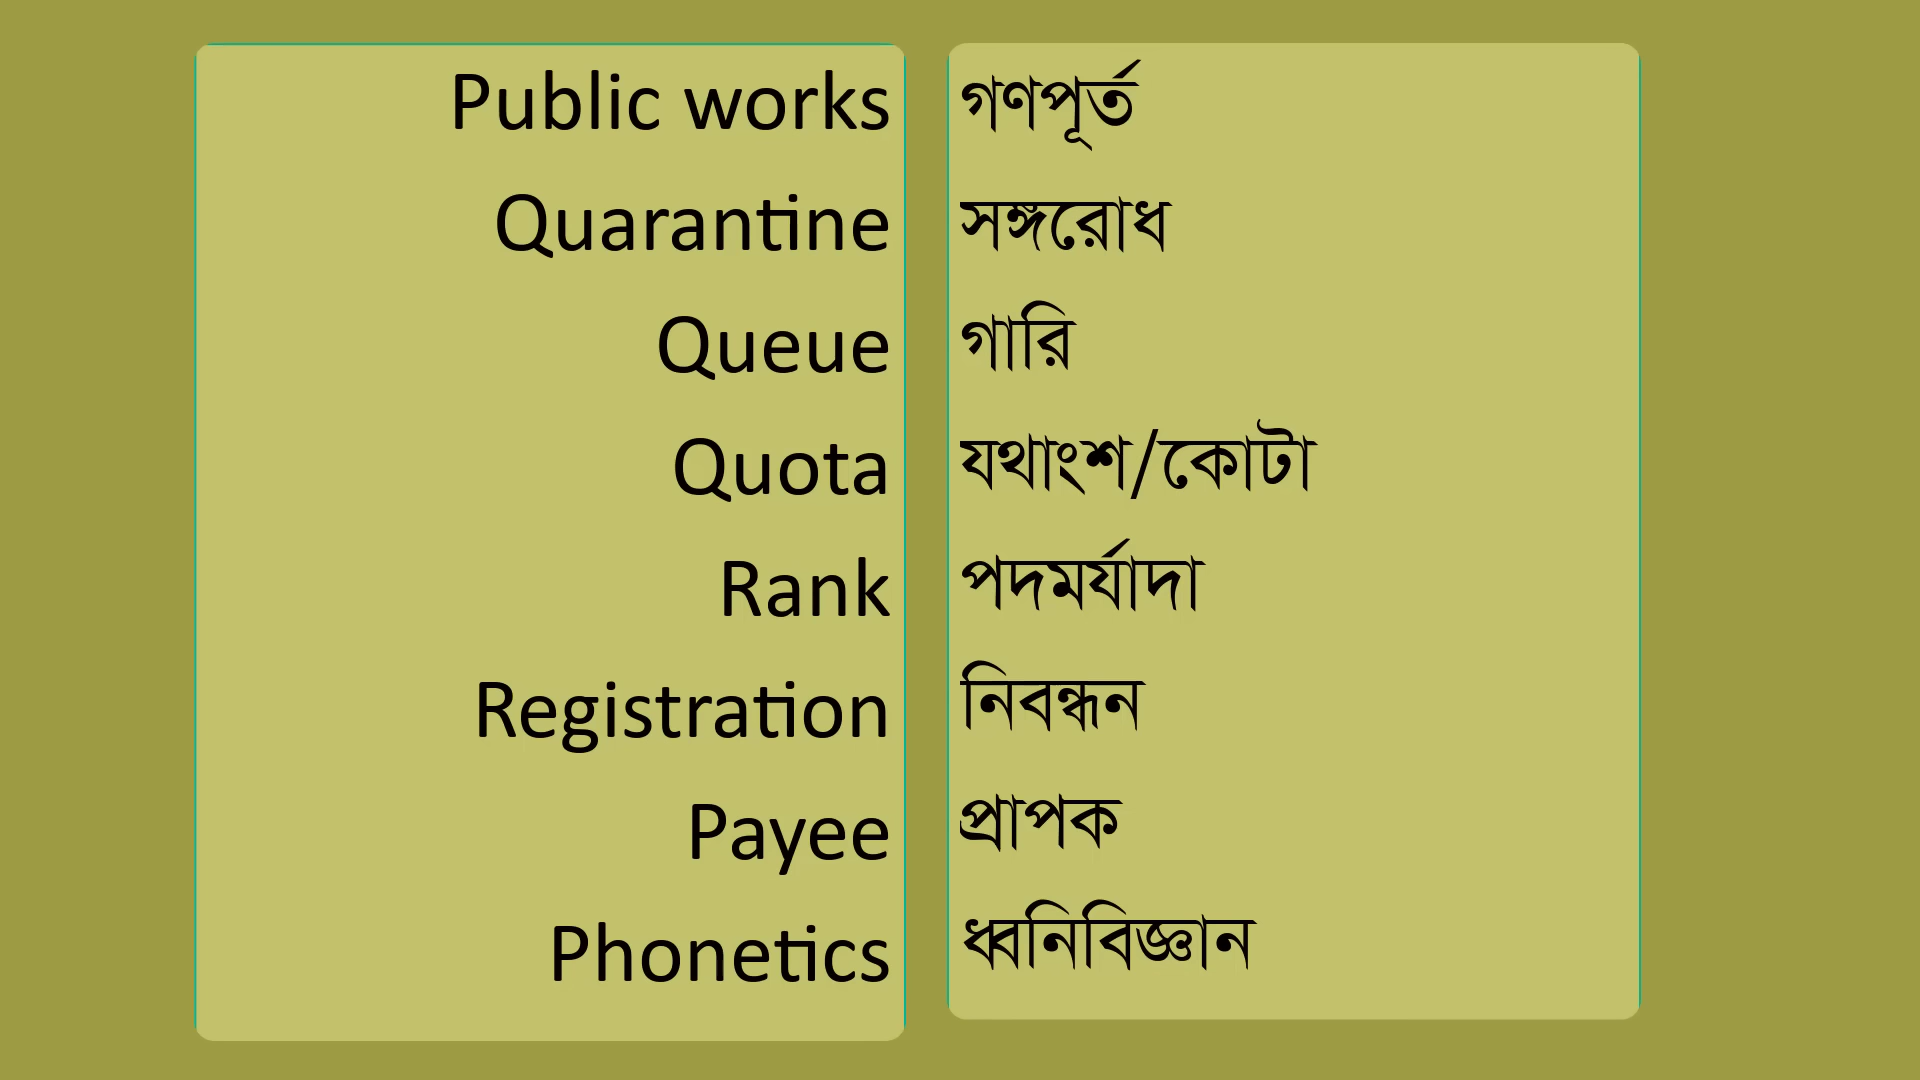 Public works গণপূর্ত
Quarantine সঙ্গরোধ
Queue গারি
Quota যথাংশ/কোটা
Rank পদমর্যাদা
Registration নিবন্ধন
Payee প্রাপক
Phonetics ধ্বনিবিজ্ঞান